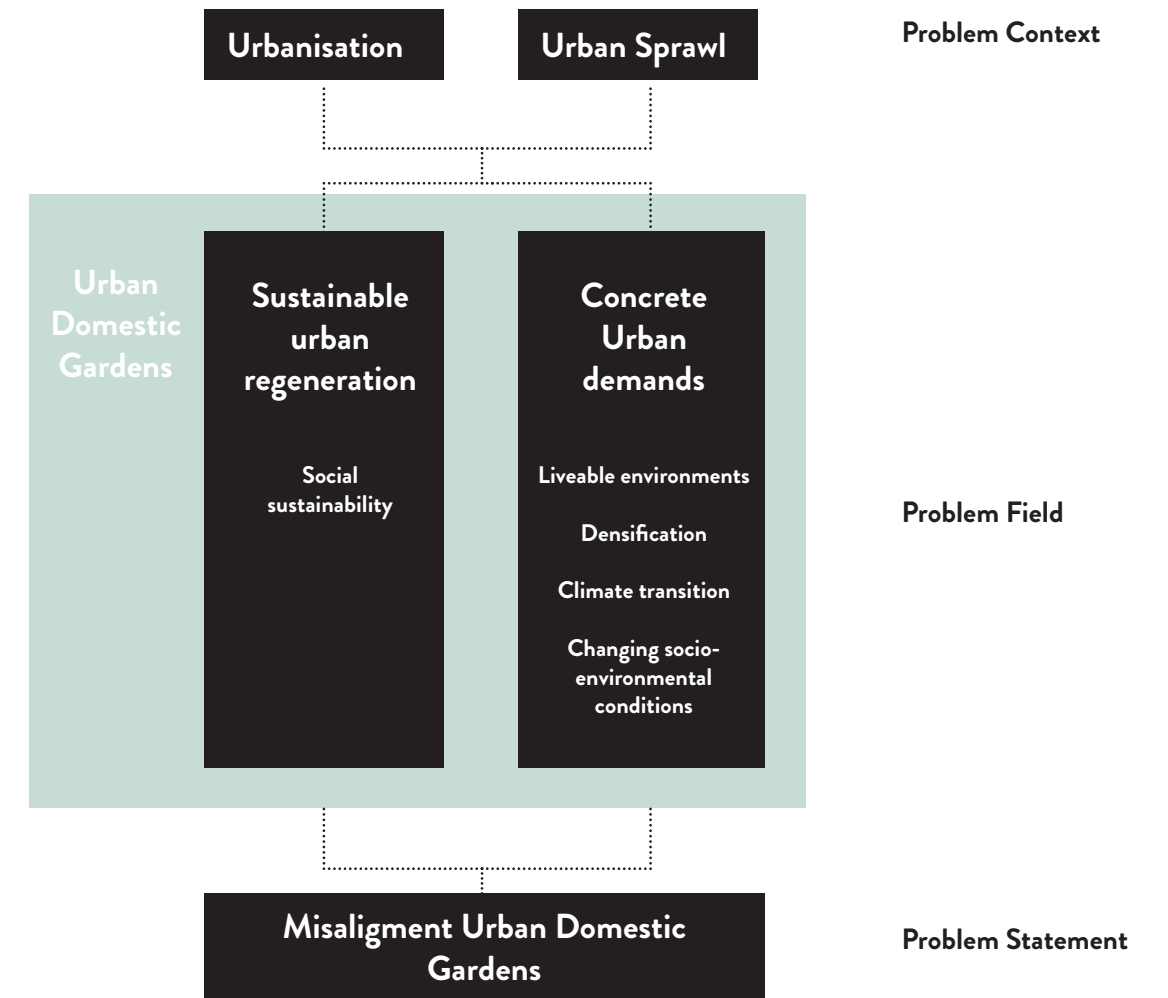 Urbanisation
Urban Sprawl
Problem Context
Urban
Domestic
Gardens
Sustainable
urban
regeneration
Social
sustainability
Concrete
Urban
demands
Liveable environments
Densification
Climate transition
Changing socio-
environmental
conditions
Problem Field
Misaligment Urban Domestic
Gardens
Problem Statement